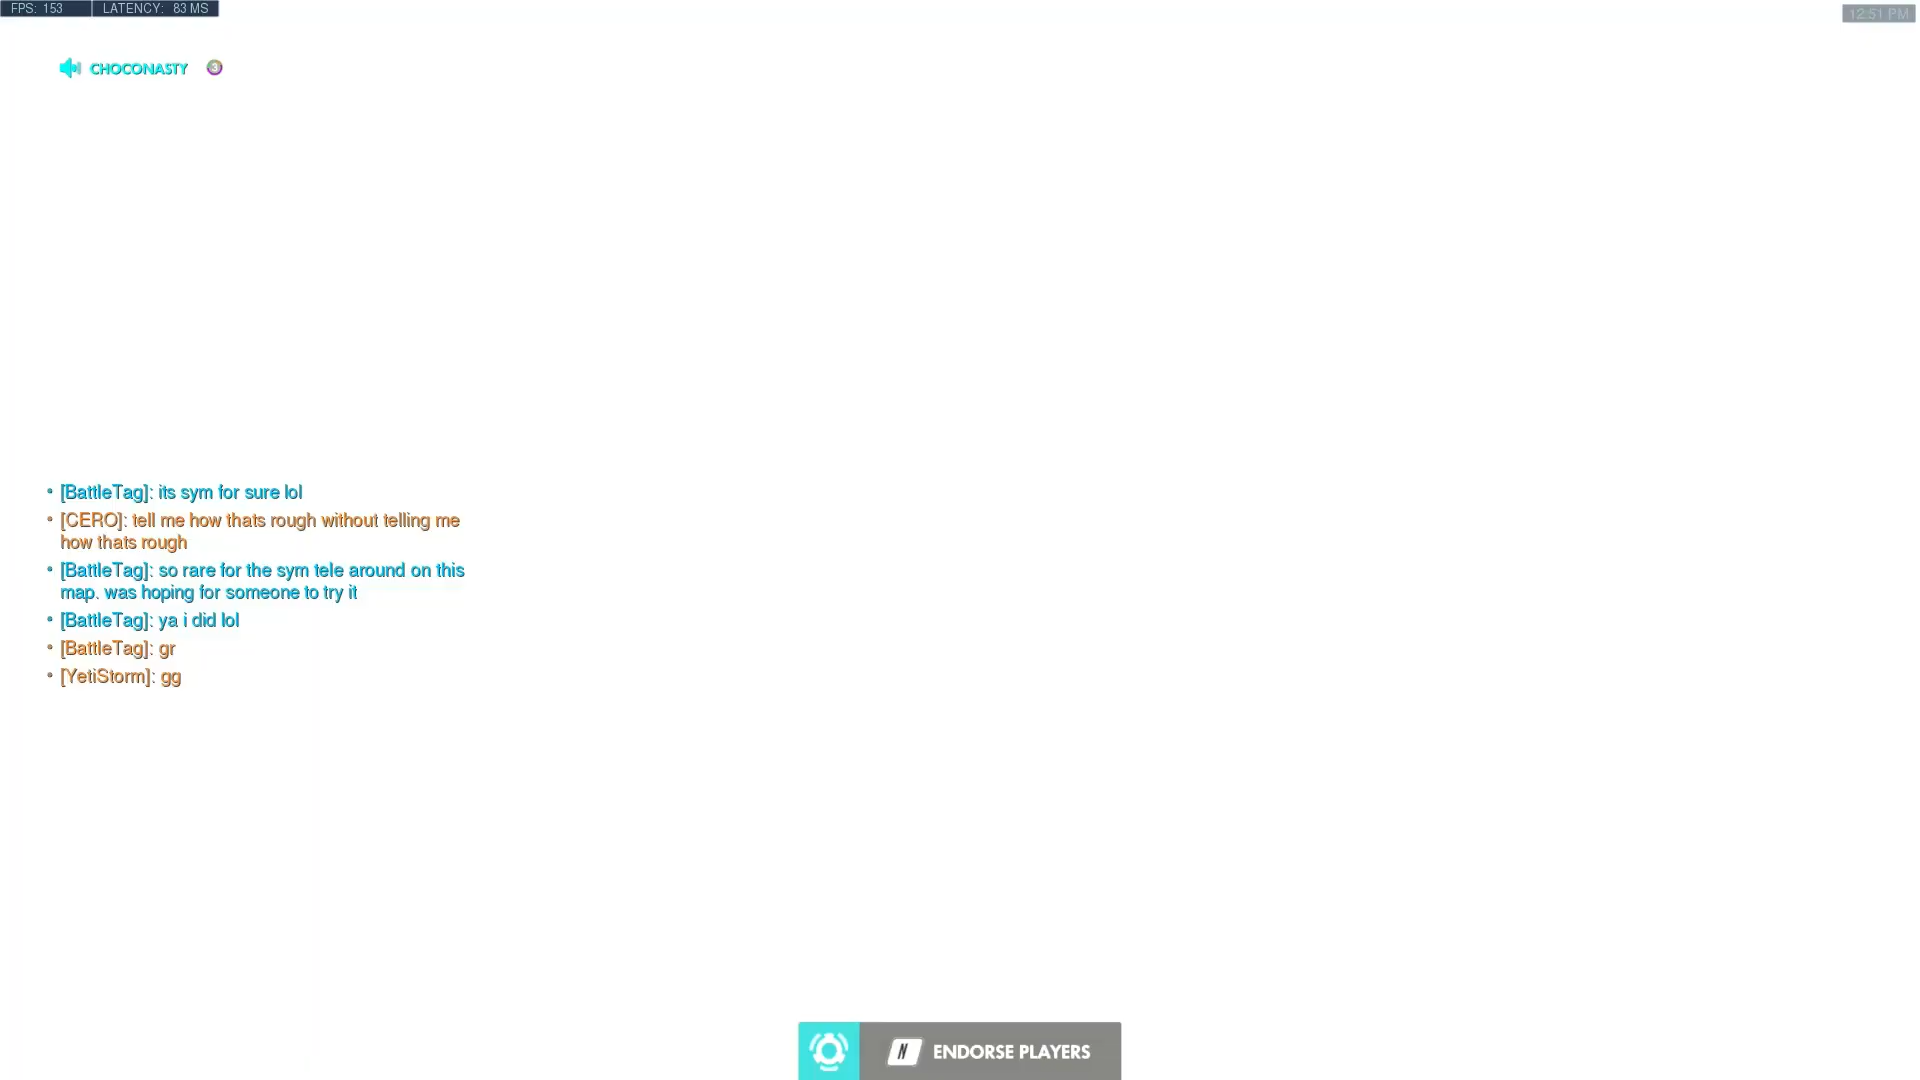 FPS: 153 LATENCY: 83 MS
12:51 PM
CHOCONASTY 3
• [BattleTag]: its sym for sure lol
• [CERO]: tell me how thats rough without telling me
how thats rough
• [BattleTag]: so rare for the sym tele around on this
map. was hoping for someone to try it
• [BattleTag]: ya i did lol
• [BattleTag]: gr
• [YetiStorm]: gg
N ENDORSE PLAYERS